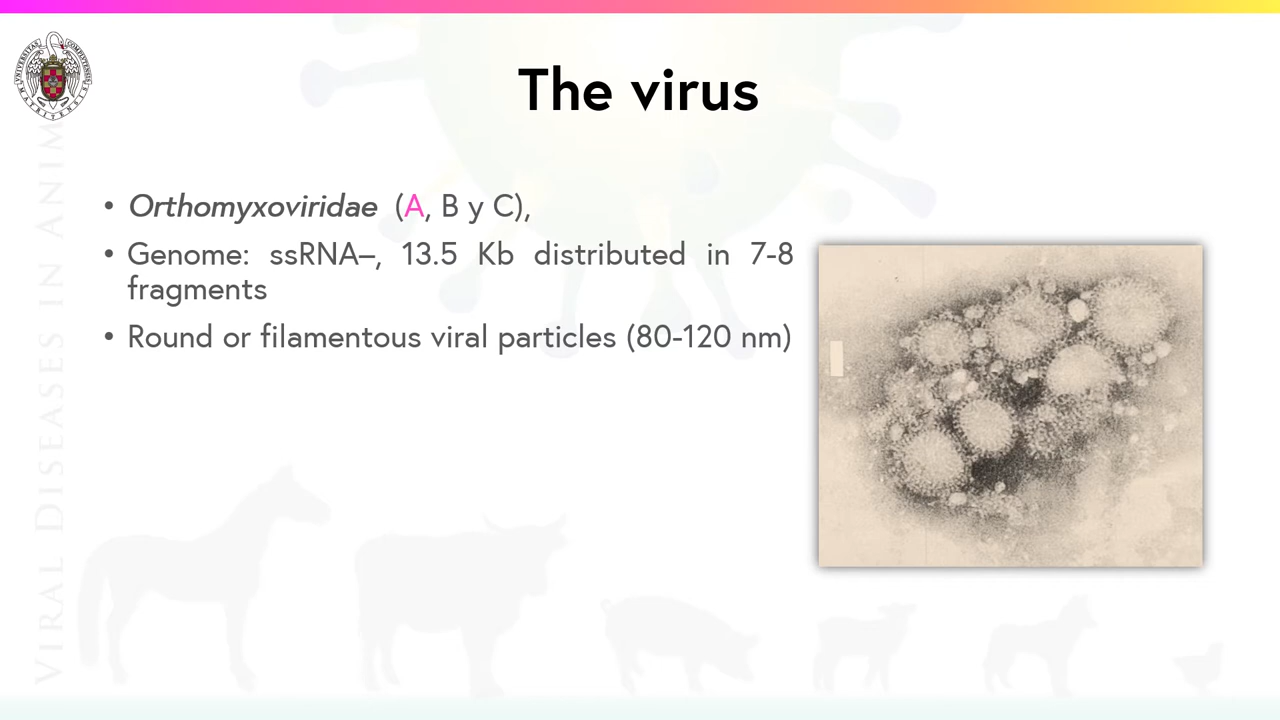 The virus
• Orthomyxoviridae (A, B y C),
• Genome: ssRNA–, 13.5 Kb distributed in 7-8
fragments
• Round or filamentous viral particles (80-120 nm)
VIRAL DISEASES IN ANIM